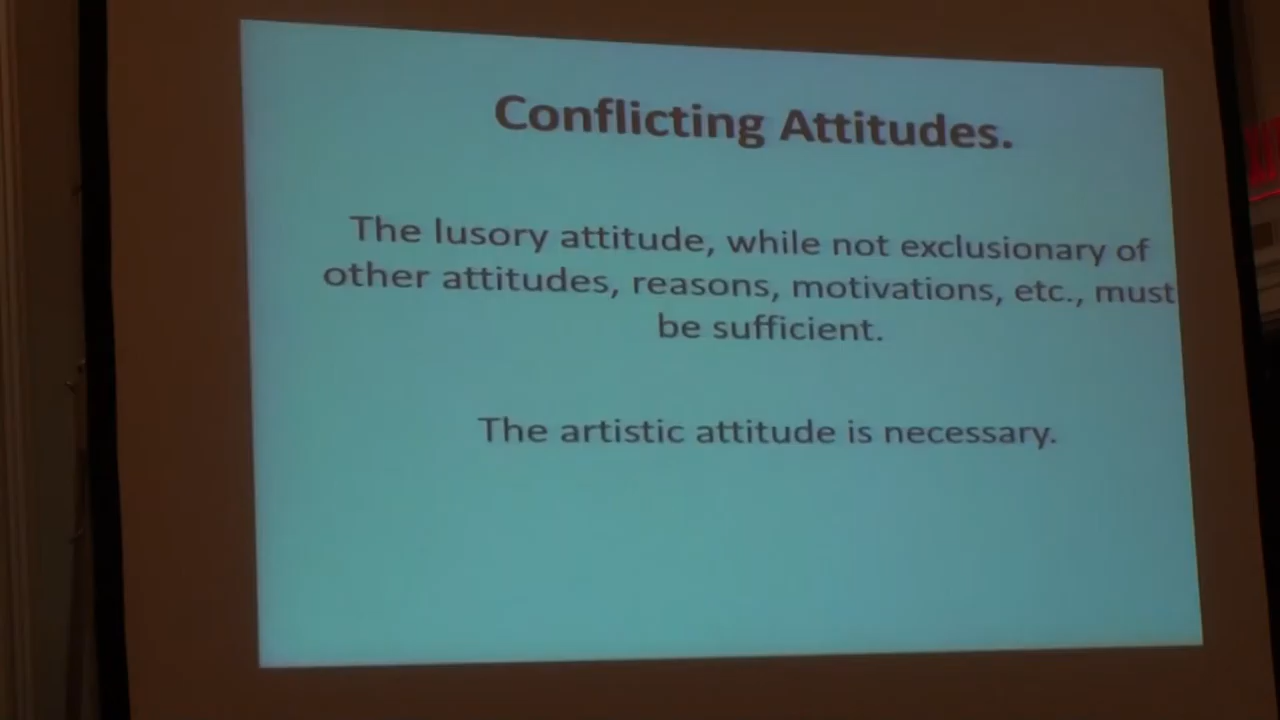 Conflicting Attitudes.
The lusory attitude, while not exclusionary of
other attitudes, reasons, motivations, etc., must
be sufficient.
The artistic attitude is necessary.